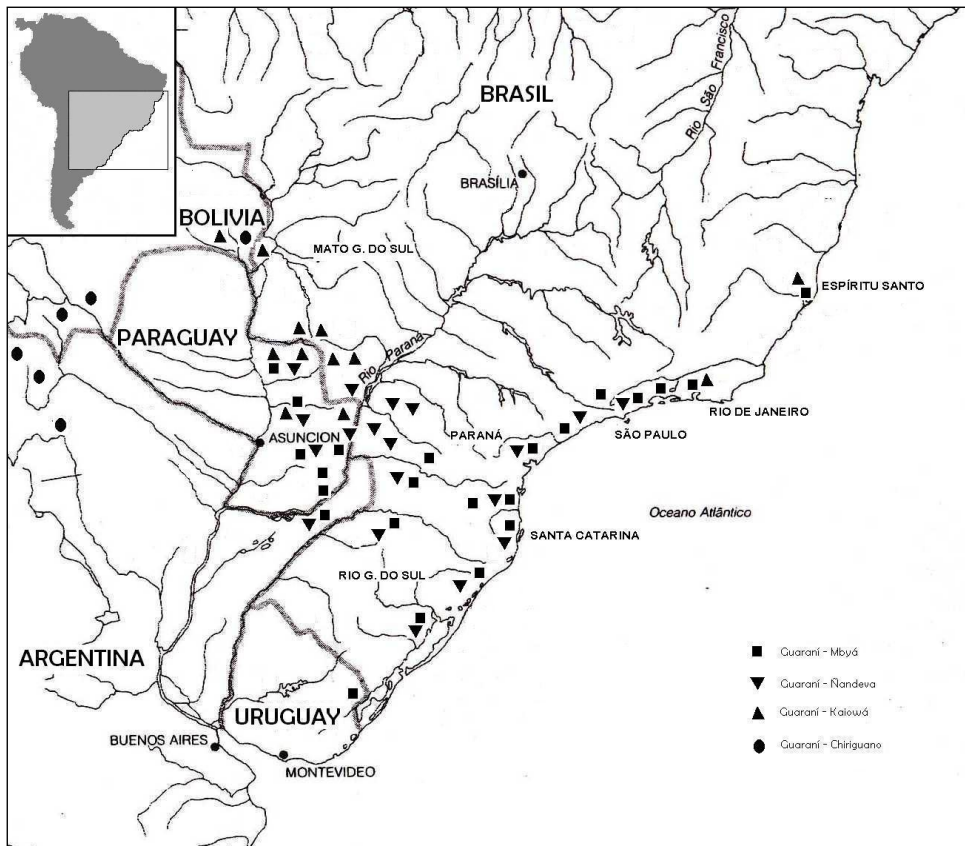 BRASIL
Rio São Francisco
BRASÍLIA
BOLIVIA
MATO G. DO SUL
ESPÍRITU SANTO
PARAGUAY
Rio Paraná
RIO DE JANEIRO
SÃO PAULO
PARANÁ
ASUNCION
Oceano Atlântico
SANTA CATARINA
RIO G. DO SUL
ARGENTINA
URUGUAY
BUENOS AIRES
MONTEVIDEO
Guaraní - Mbyá
Guaraní - Ñandeva
Guaraní - Kaiowá
Guaraní - Chiriguano